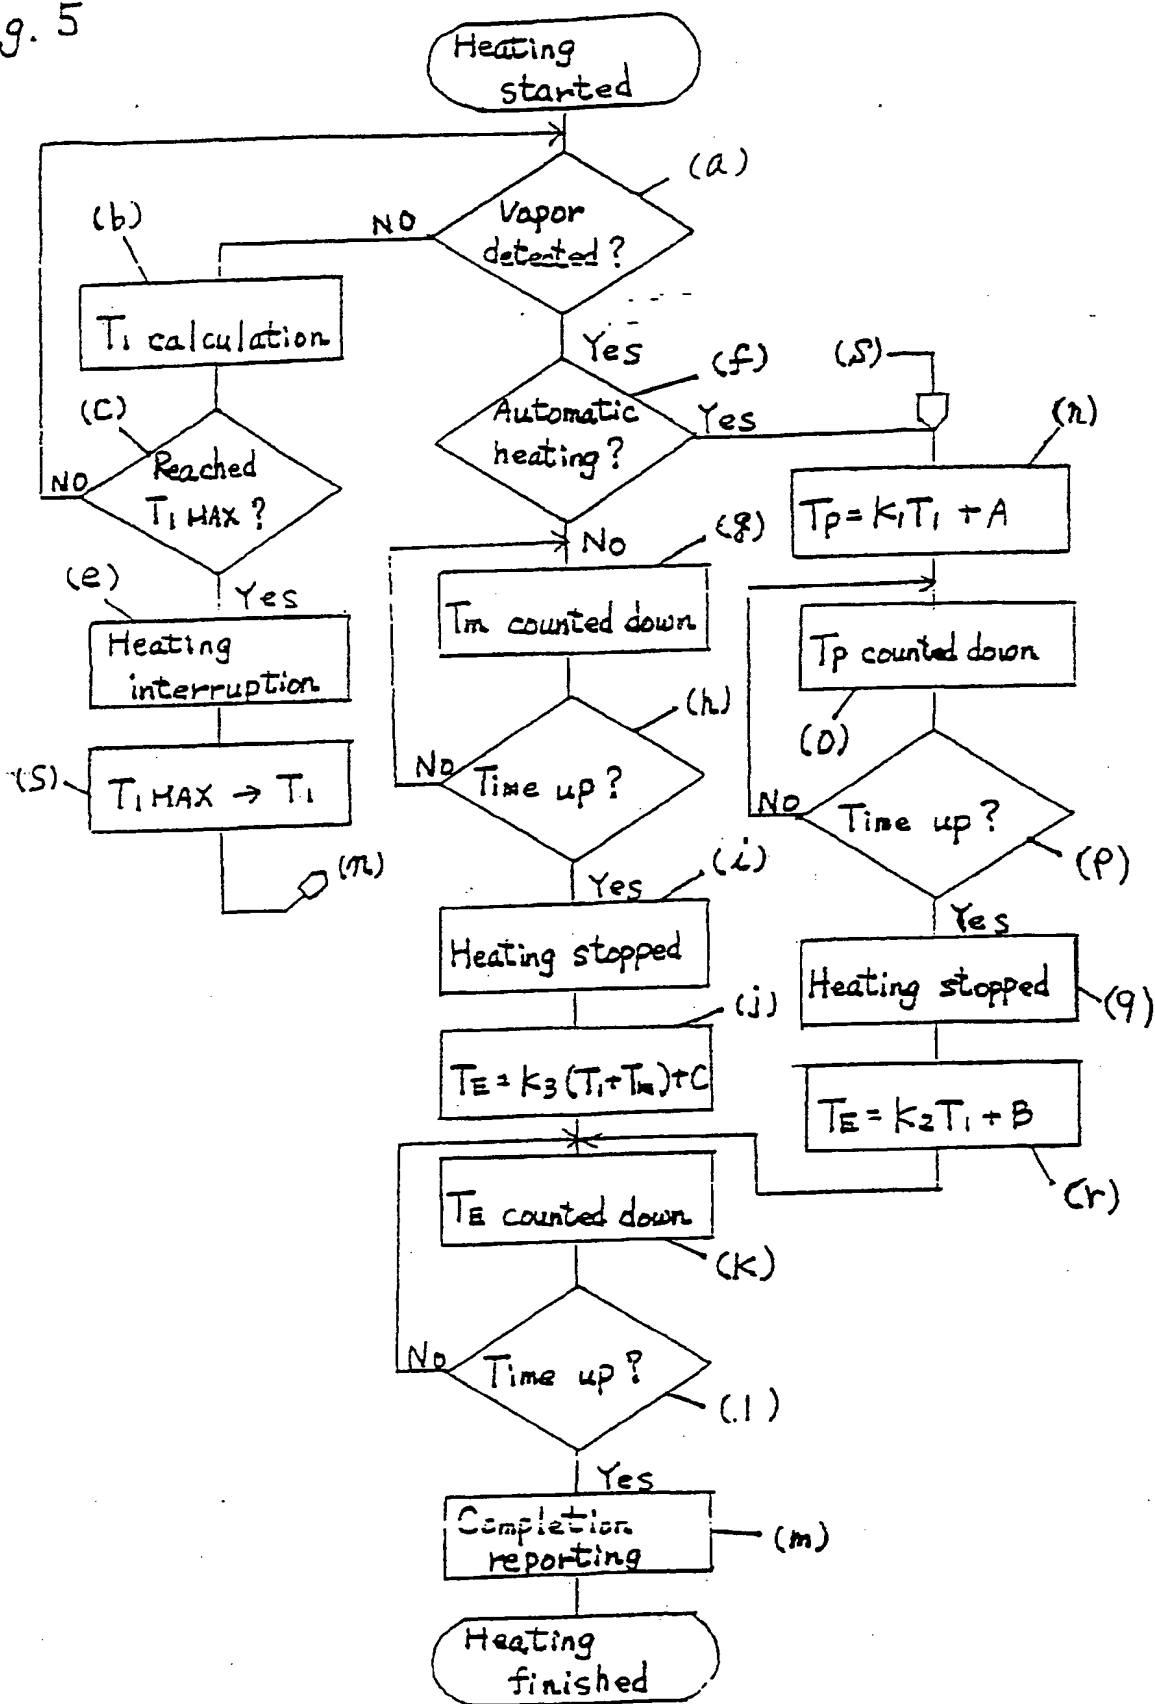 g. 5
Heating
started
(a)
Vapor
detected?
NO
(b)
T1 calculation
Yes
(f)
(S)
(C)
Automatic
heating?
Yes
(n)
Reached
T1 MAX?
NO
Tp = K1T1 + A
No
(g)
(e)
Yes
Tm counted down
Tp counted down
Heating
interruption
(h)
(O)
(S)
T1 MAX → T1
No
Time up?
No
Time up?
(n)
(i)
(P)
Yes
Yes
Heating stopped
Heating stopped
(q)
(j)
TE = K3 (T1+Tm)+C
TE = K2T1 + B
(r)
TE counted down
(K)
No
Time up?
(l)
Yes
Completion
reporting
(m)
Heating
finished